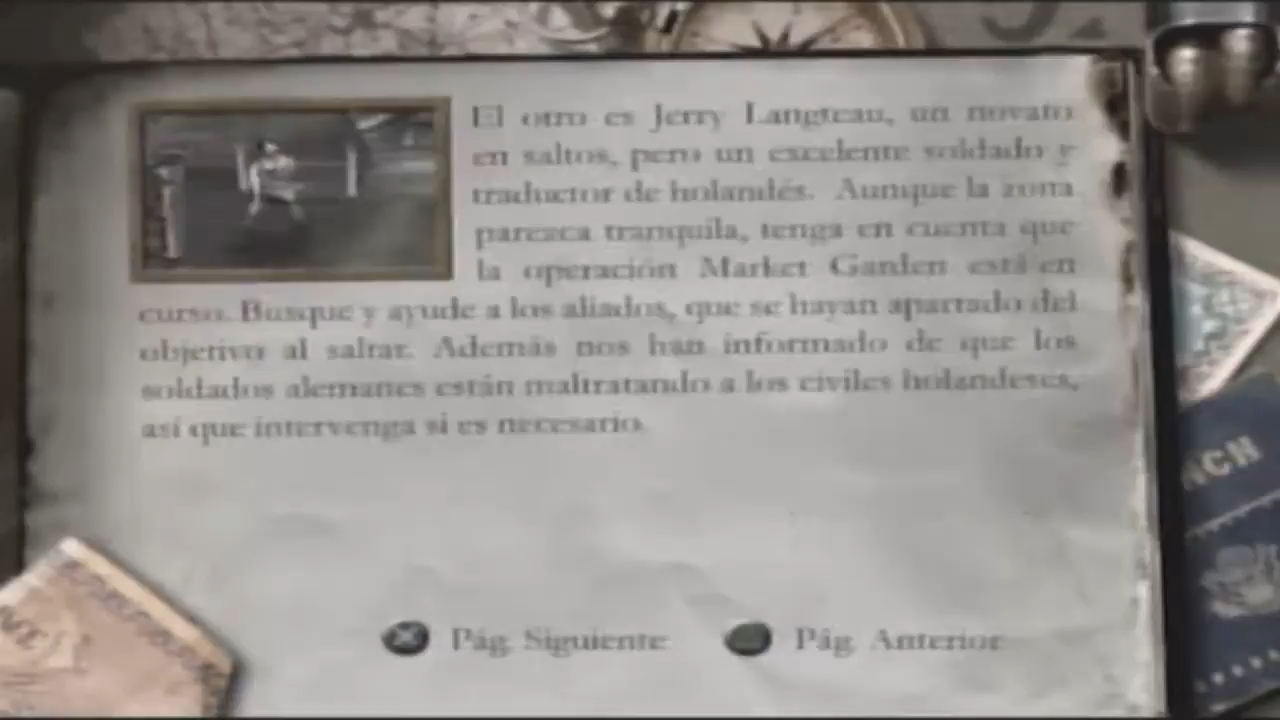 El otro es Jerry Langteau, un novato
en saltos, pero un excelente soldado y
traductor de holandés. Aunque la zona
parezca tranquila, tenga en cuenta que
la operación Market Garden está en
curso. Busque y ayude a los aliados, que se hayan apartado del
objetivo al saltar. Además nos han informado de que los
soldados alemanes están maltratando a los civiles holandeses,
así que intervenga si es necesario.
NCH
Pág Siguiente Pág Anterior